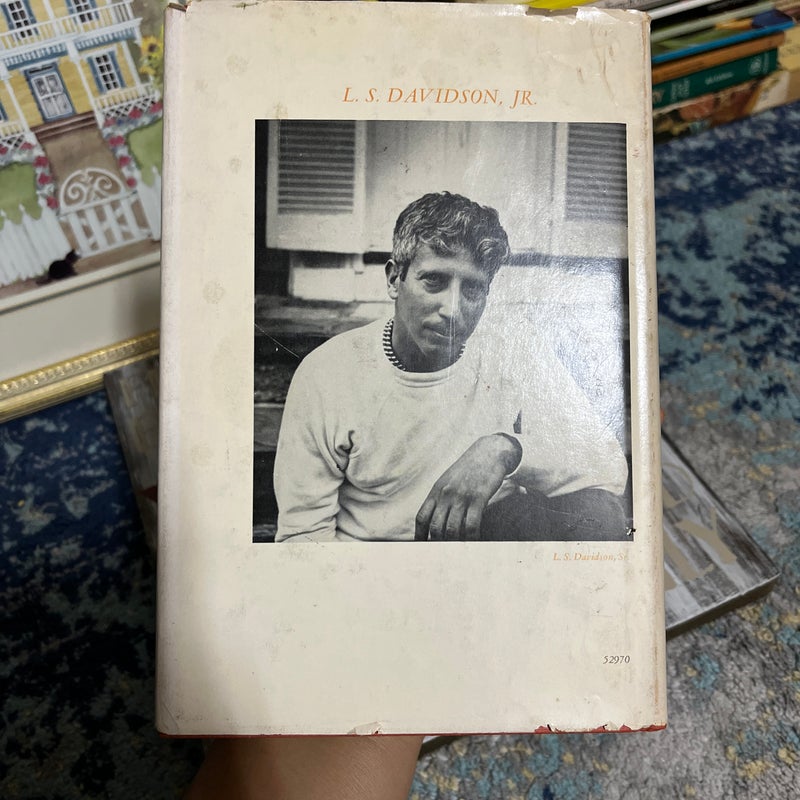 L. S. DAVIDSON, JR.
L. S. Davidson, Sr.
52970